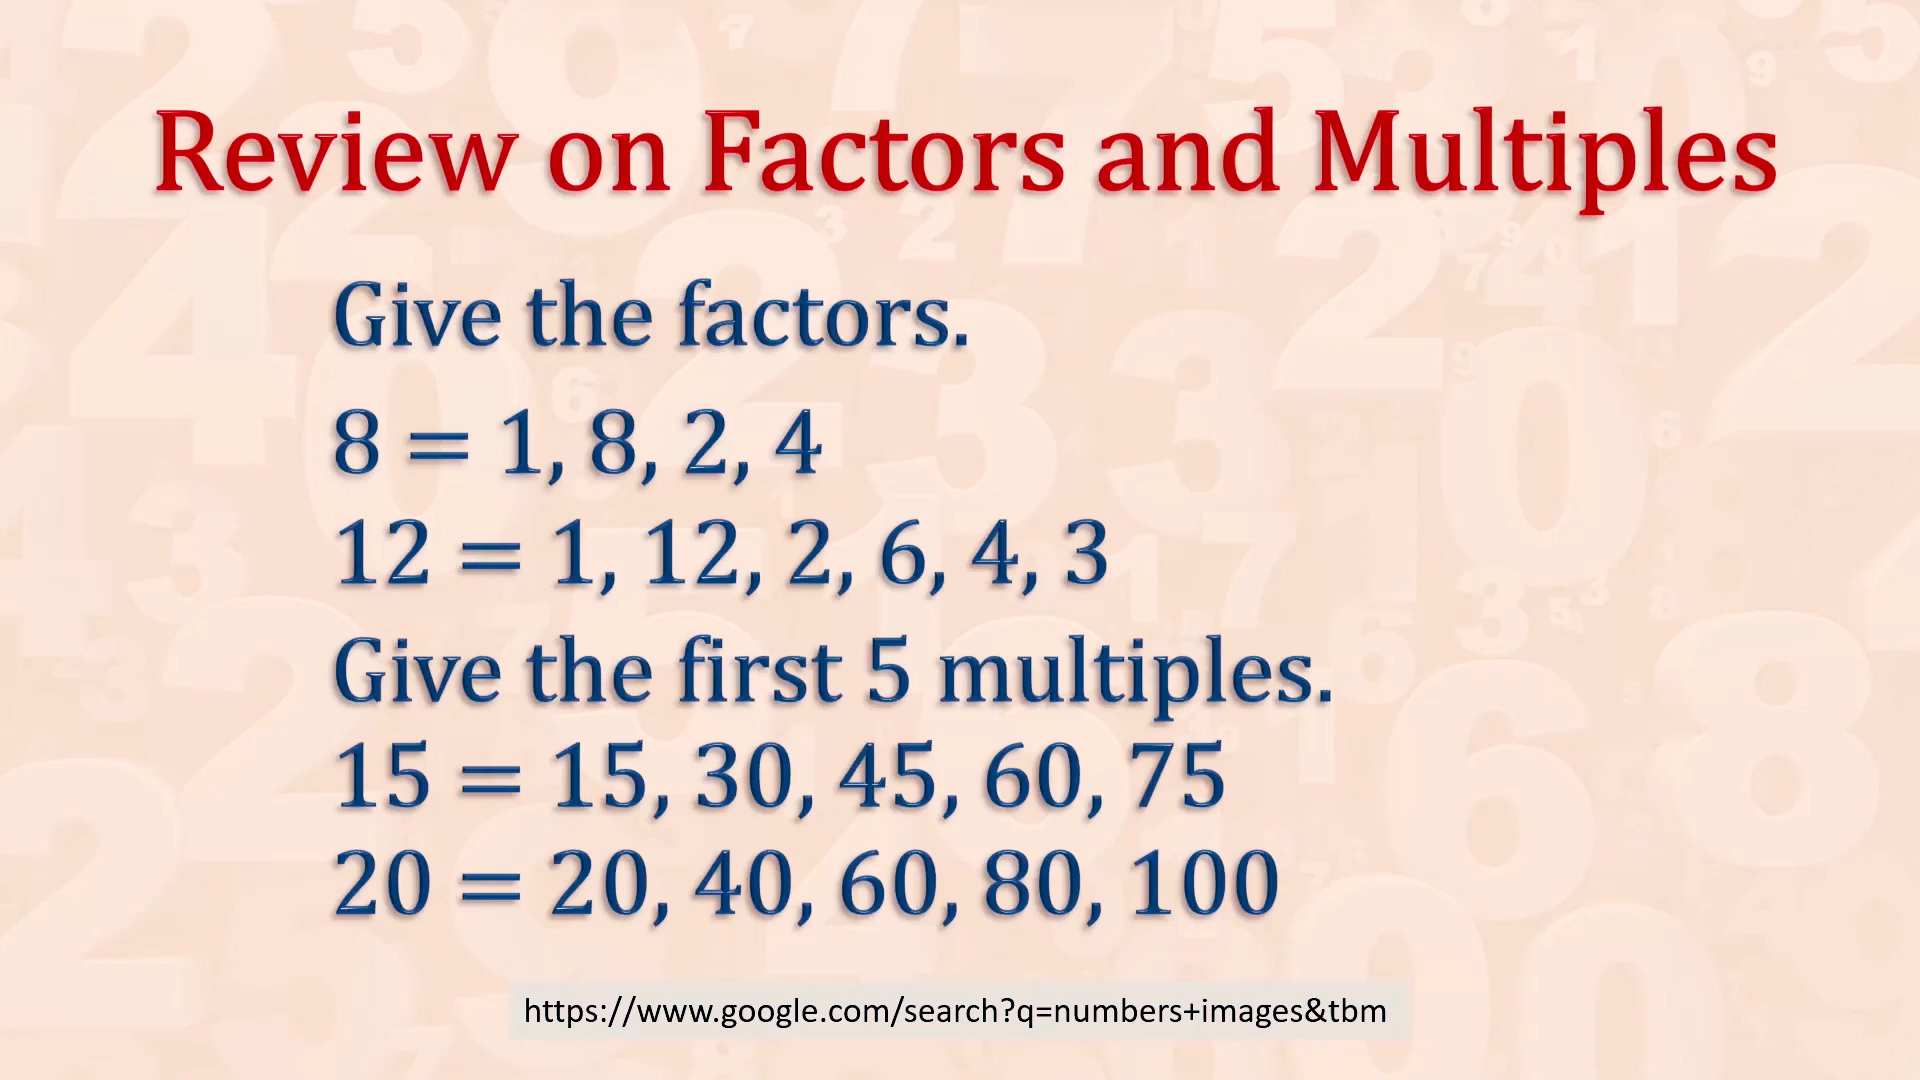 Review on Factors and Multiples
Give the factors.
8 = 1, 8, 2, 4
12 = 1, 12, 2, 6, 4, 3
Give the first 5 multiples.
15 = 15, 30, 45, 60, 75
20 = 20, 40, 60, 80, 100
https://www.google.com/search?q=numbers+images&tbm